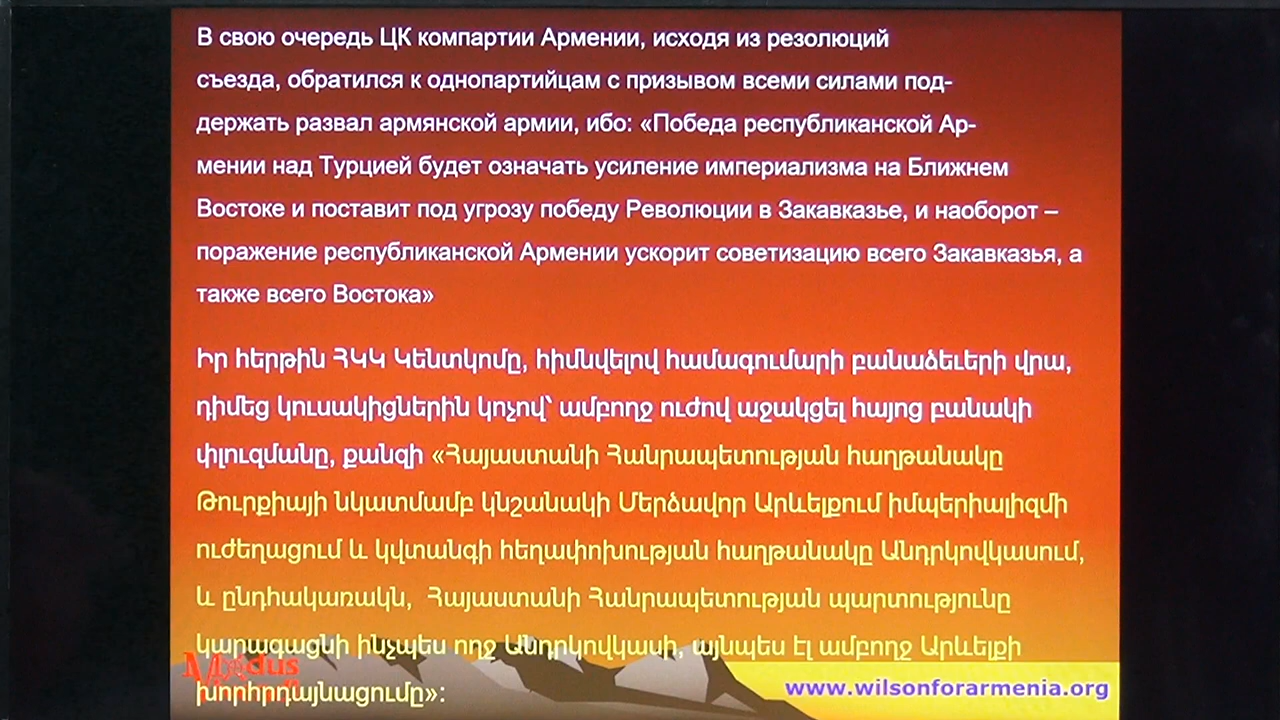 В свою очередь ЦК компартии Армении, исходя из резолюций
съезда, обратился к однопартийцам с призывом всеми силами под-
держать развал армянской армии, ибо: «Победа республиканской Ар-
мении над Турцией будет означать усиление империализма на Ближнем
Востоке и поставит под угрозу победу Революции в Закавказье, и наоборот –
поражение республиканской Армении ускорит советизацию всего Закавказья, а
также всего Востока»
Իր հերթին ՀԿԿ Կենտկոմը, հիմնվելով համագումարի բանաձեւերի վրա,
դիմեց կուսակիցներին կոչով՝ ամբողջ ուժով աջակցել հայոց բանակի
փլուզմանը, քանզի «Հայաստանի Հանրապետության հաղթանակը
Թուրքիայի նկատմամբ կնշանակի Մերձավոր Արևելքում իմպերիալիզմի
ուժեղացում և կվտանգի հեղափոխության հաղթանակը Անդրկովկասում,
և ընդհակառակն, Հայաստանի Հանրապետության պարտությունը
կարագացնի ինչպես ողջ Անդրկովկասի, այնպես էլ ամբողջ Արևելքի
խորհրդայնացումը»:
Modus
www.wilsonforarmenia.org